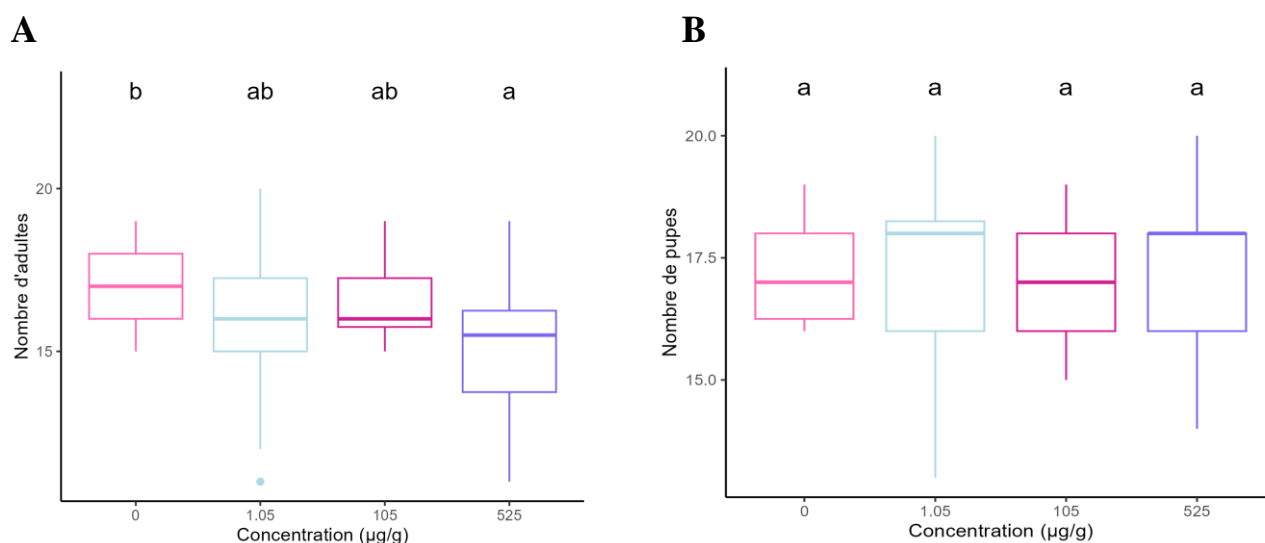 A
b ab ab a
Nombre d'adultes
20
15
0 1.05 105 525
Concentration (µg/g)
B
a a a a
Nombre de pupes
20.0
17.5
15.0
0 1.05 105 525
Concentration (µg/g)